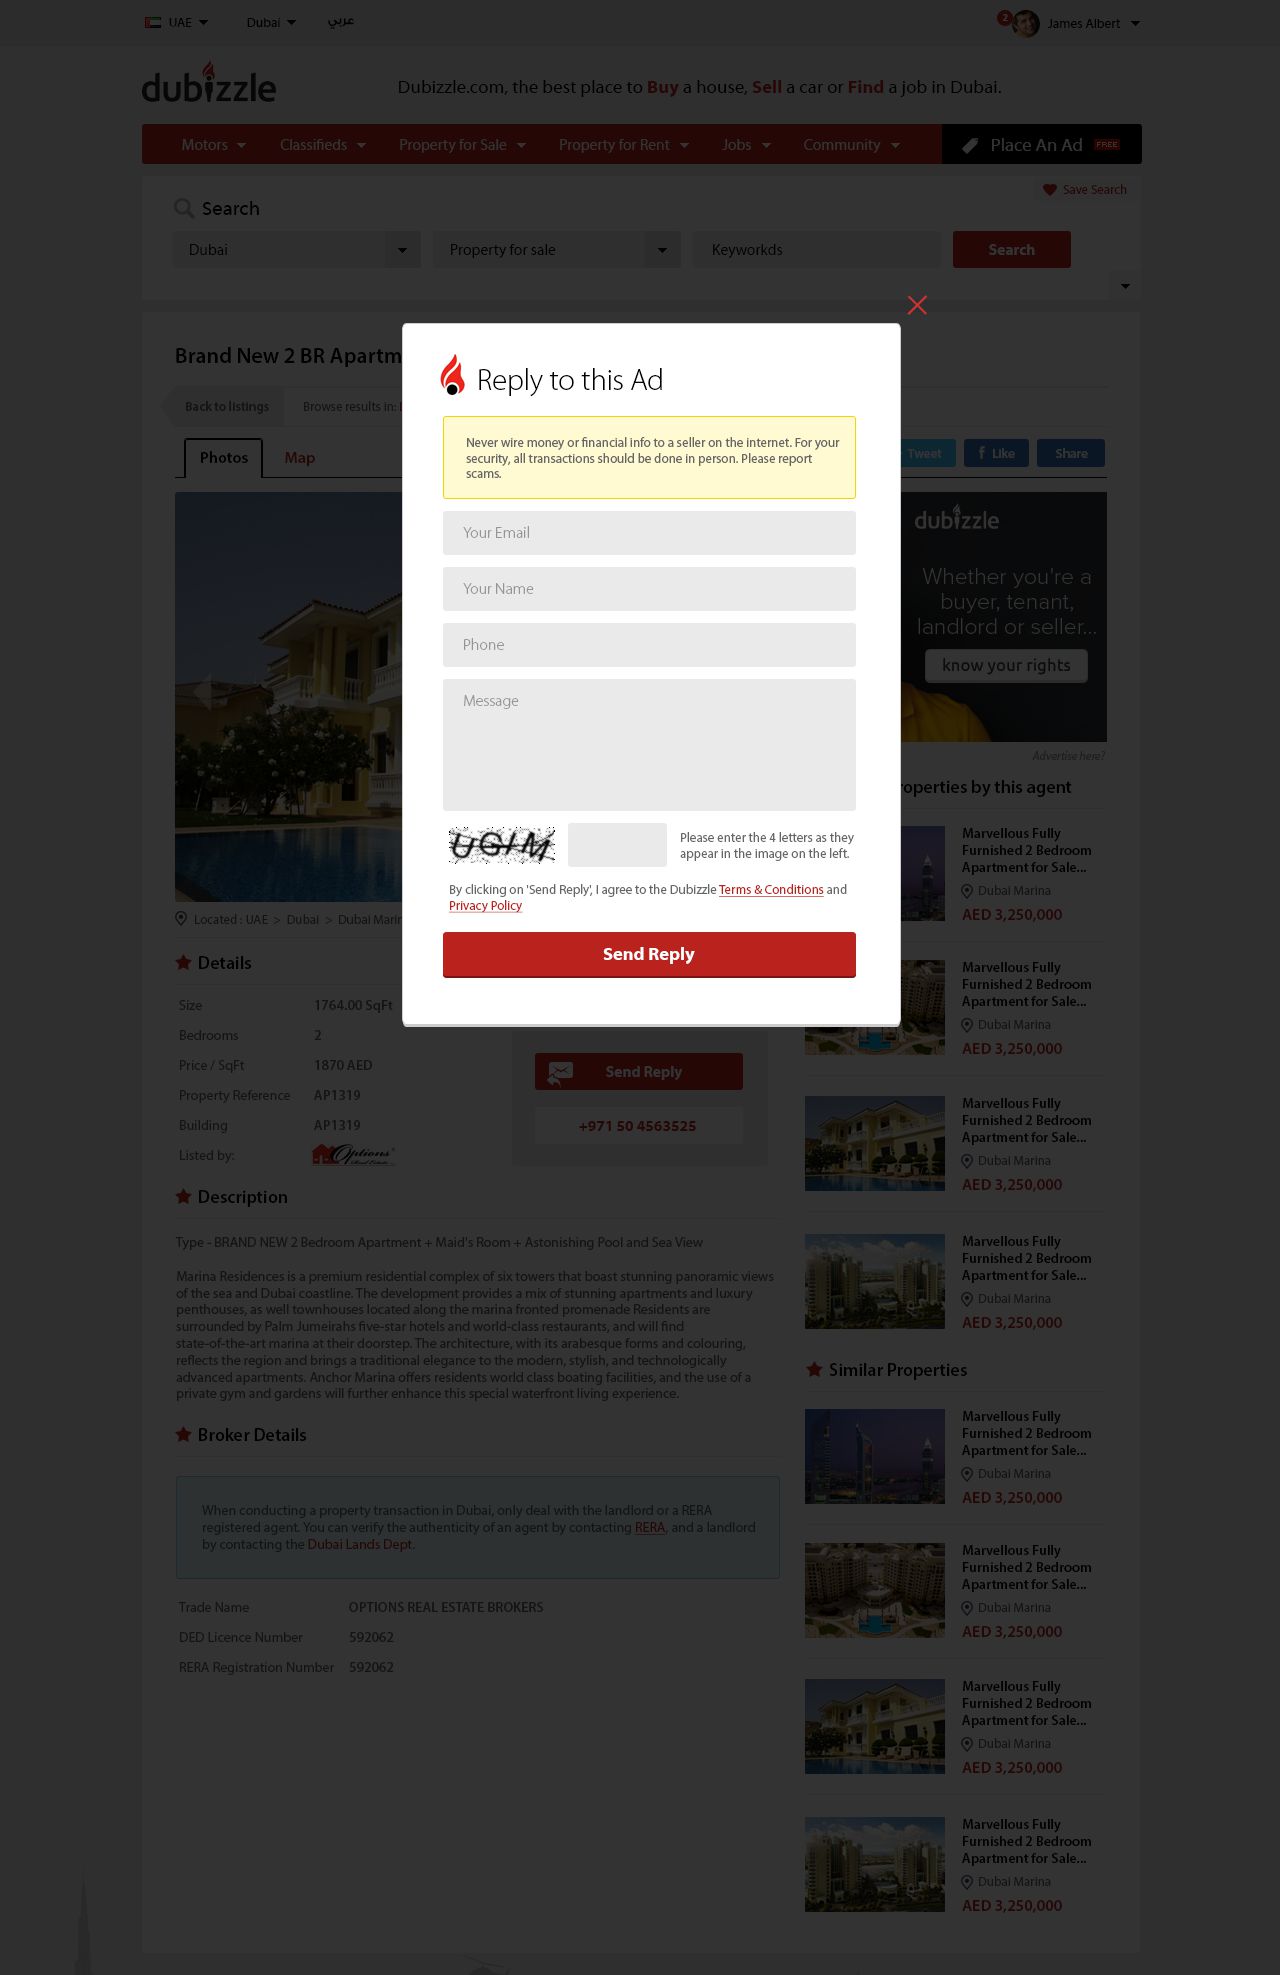 UAE Dubai عربي
2 James Albert
dubizzle
Dubizzle.com, the best place to Buy a house, Sell a car or Find a job in Dubai.
Motors Classifieds Property for Sale Property for Rent Jobs Community Place An Ad FREE
Save Search
Search
Dubai Property for sale Keyworkds Search
Brand New 2 BR Apartm
Back to listings Browse results in:
Photos Map
Tweet Like Share
Reply to this Ad
Never wire money or financial info to a seller on the internet. For your
security, all transactions should be done in person. Please report
scams.
Your Email
Your Name
Phone
Message
UGIM
Please enter the 4 letters as they
appear in the image on the left.
By clicking on 'Send Reply', I agree to the Dubizzle Terms & Conditions and
Privacy Policy
Send Reply
dubizzle
Whether you're a
buyer, tenant,
landlord or seller...
know your rights
Advertise here?
operties by this agent
Marvellous Fully
Furnished 2 Bedroom
Apartment for Sale...
Dubai Marina
AED 3,250,000
Marvellous Fully
Furnished 2 Bedroom
Apartment for Sale...
Dubai Marina
AED 3,250,000
Marvellous Fully
Furnished 2 Bedroom
Apartment for Sale...
Dubai Marina
AED 3,250,000
Marvellous Fully
Furnished 2 Bedroom
Apartment for Sale...
Dubai Marina
AED 3,250,000
Similar Properties
Marvellous Fully
Furnished 2 Bedroom
Apartment for Sale...
Dubai Marina
AED 3,250,000
Marvellous Fully
Furnished 2 Bedroom
Apartment for Sale...
Dubai Marina
AED 3,250,000
Marvellous Fully
Furnished 2 Bedroom
Apartment for Sale...
Dubai Marina
AED 3,250,000
Marvellous Fully
Furnished 2 Bedroom
Apartment for Sale...
Dubai Marina
AED 3,250,000
Located : UAE > Dubai > Dubai Marin
Details
Size 1764.00 SqFt
Bedrooms 2
Price / SqFt 1870 AED
Property Reference AP1319
Building AP1319
Listed by: Options Real Estate
Send Reply
+971 50 4563525
Description
Type - BRAND NEW 2 Bedroom Apartment + Maid's Room + Astonishing Pool and Sea View
Marina Residences is a premium residential complex of six towers that boast stunning panoramic views
of the sea and Dubai coastline. The development provides a mix of stunning apartments and luxury
penthouses, as well townhouses located along the marina fronted promenade Residents are
surrounded by Palm Jumeirahs five-star hotels and world-class restaurants, and will find
state-of-the-art marina at their doorstep. The architecture, with its arabesque forms and colouring,
reflects the region and brings a traditional elegance to the modern, stylish, and technologically
advanced apartments. Anchor Marina offers residents world class boating facilities, and the use of a
private gym and gardens will further enhance this special waterfront living experience.
Broker Details
When conducting a property transaction in Dubai, only deal with the landlord or a RERA
registered agent. You can verify the authenticity of an agent by contacting RERA, and a landlord
by contacting the Dubai Lands Dept.
Trade Name OPTIONS REAL ESTATE BROKERS
DED Licence Number 592062
RERA Registration Number 592062